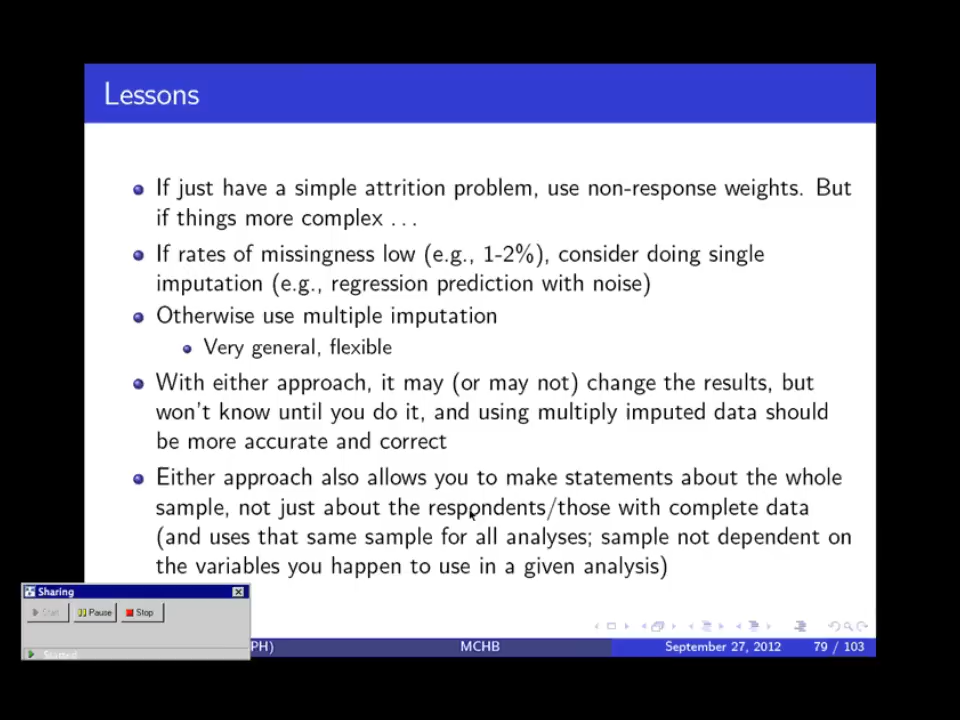 Lessons
If just have a simple attrition problem, use non-response weights. But
if things more complex . . .
If rates of missingness low (e.g., 1-2%), consider doing single
imputation (e.g., regression prediction with noise)
Otherwise use multiple imputation
Very general, flexible
With either approach, it may (or may not) change the results, but
won't know until you do it, and using multiply imputed data should
be more accurate and correct
Either approach also allows you to make statements about the whole
sample, not just about the respondents/those with complete data
(and uses that same sample for all analyses; sample not dependent on
the variables you happen to use in a given analysis)
Sharing
Start Pause Stop
Started
PH) MCHB September 27, 2012 79 / 103